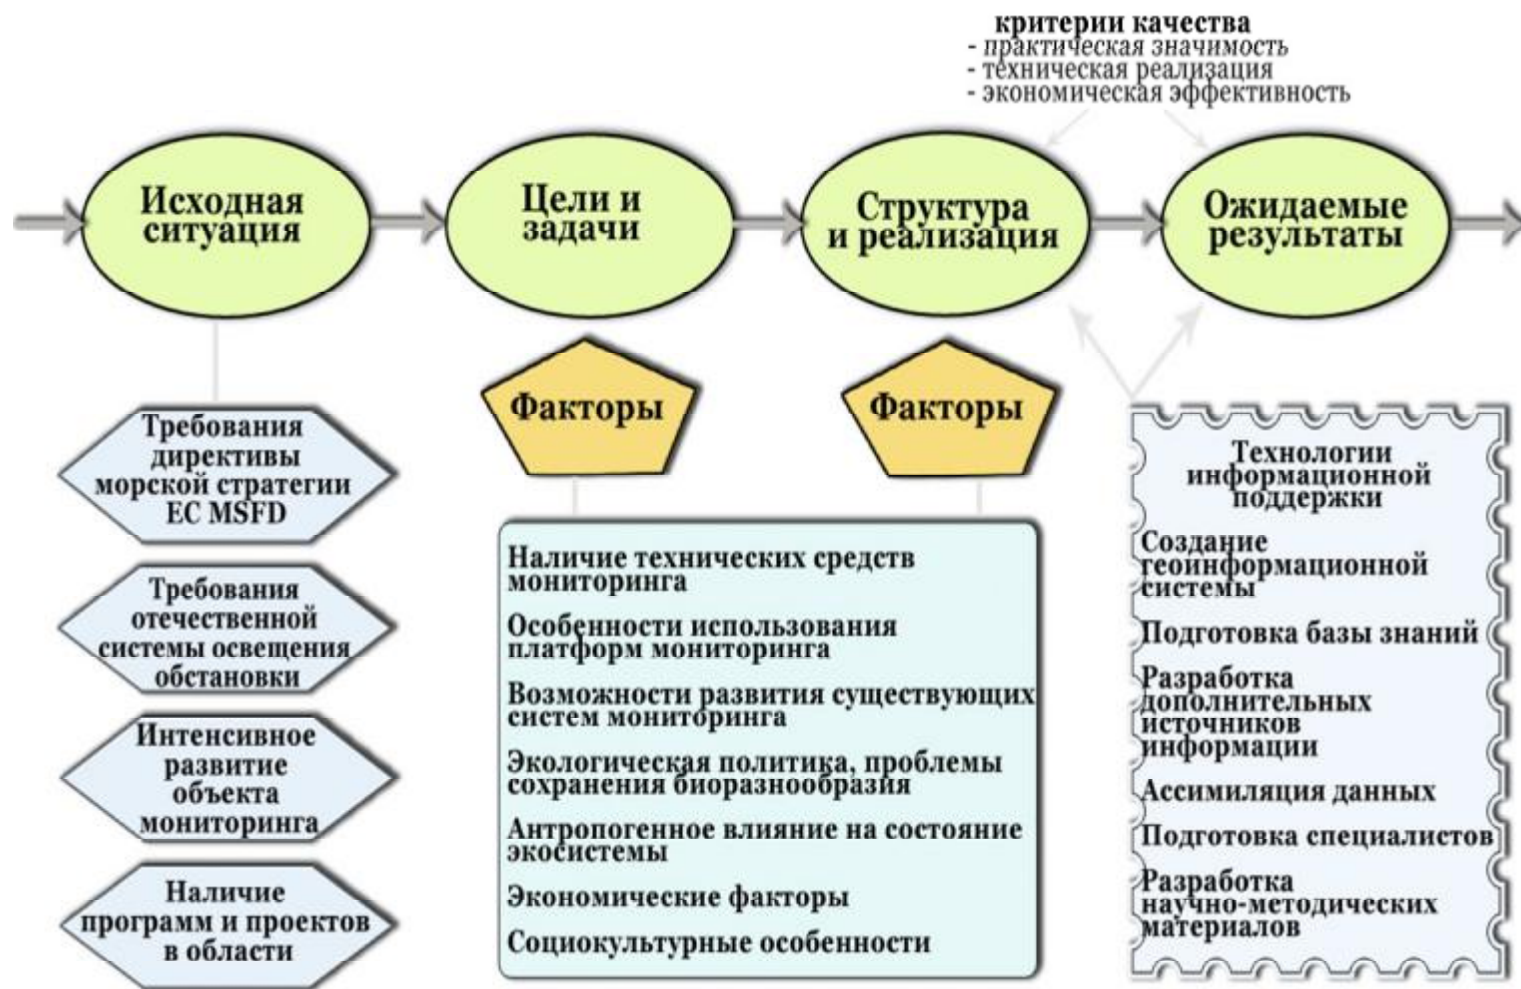 критерии качества
- практическая значимость
- техническая реализация
- экономическая эффективность
Исходная
ситуация
Цели и
задачи
Структура
и реализация
Ожидаемые
результаты
Факторы
Факторы
Требования
директивы
морской стратегии
ЕС MSFD
Требования
отечественной
системы освещения
обстановки
Интенсивное
развитие
объекта
мониторинга
Наличие
программ и проектов
в области
Наличие технических средств
мониторинга
Особенности использования
платформ мониторинга
Возможности развития существующих
систем мониторинга
Экологическая политика, проблемы
сохранения биоразнообразия
Антропогенное влияние на состояние
экосистемы
Экономические факторы
Социокультурные особенности
Технологии
информационной
поддержки
Создание
геоинформационной
системы
Подготовка базы знаний
Разработка
дополнительных
источников
информации
Ассимиляция данных
Подготовка специалистов
Разработка
научно-методических
материалов